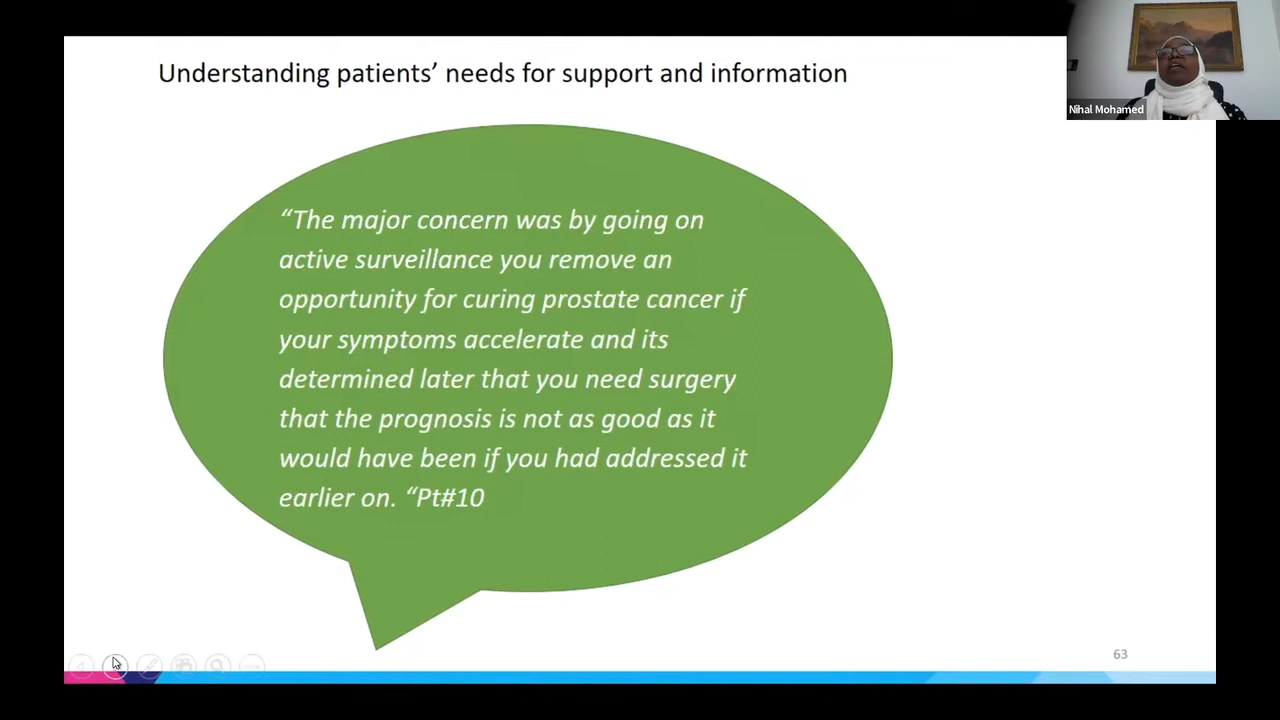 Understanding patients’ needs for support and information
Nihal Mohamed
“The major concern was by going on
active surveillance you remove an
opportunity for curing prostate cancer if
your symptoms accelerate and its
determined later that you need surgery
that the prognosis is not as good as it
would have been if you had addressed it
earlier on. “Pt#10
63